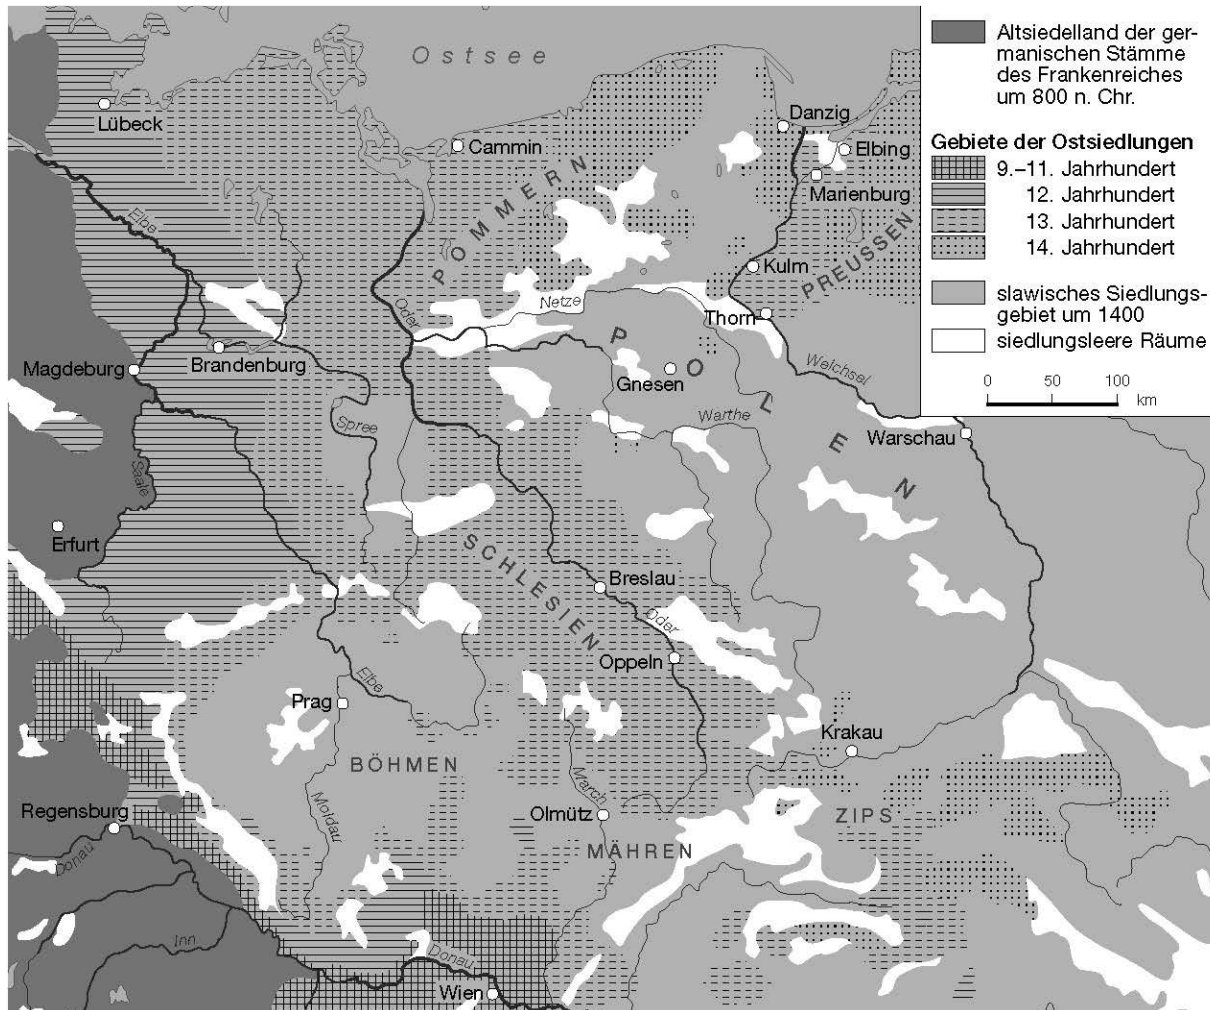 Ostsee
Lübeck
Cammin
Danzig
Elbing
Marienburg
POMMERN
PREUSSEN
Elbe
Oder
Netze
Kulm
Thorn
Weichsel
Magdeburg
Brandenburg
POLEN
Gnesen
Warthe
Spree
Warschau
Saale
Erfurt
SCHLESIEN
Breslau
Oder
Oppeln
Elbe
Prag
BÖHMEN
Moldau
March
Krakau
Regensburg
Donau
Olmütz
MÄHREN
ZIPS
Inn
Donau
Wien
Altsiedelland der ger-
manischen Stämme
des Frankenreiches
um 800 n. Chr.
Gebiete der Ostsiedlungen
9.–11. Jahrhundert
12. Jahrhundert
13. Jahrhundert
14. Jahrhundert
slawisches Siedlungs-
gebiet um 1400
siedlungsleere Räume
0 50 100
km